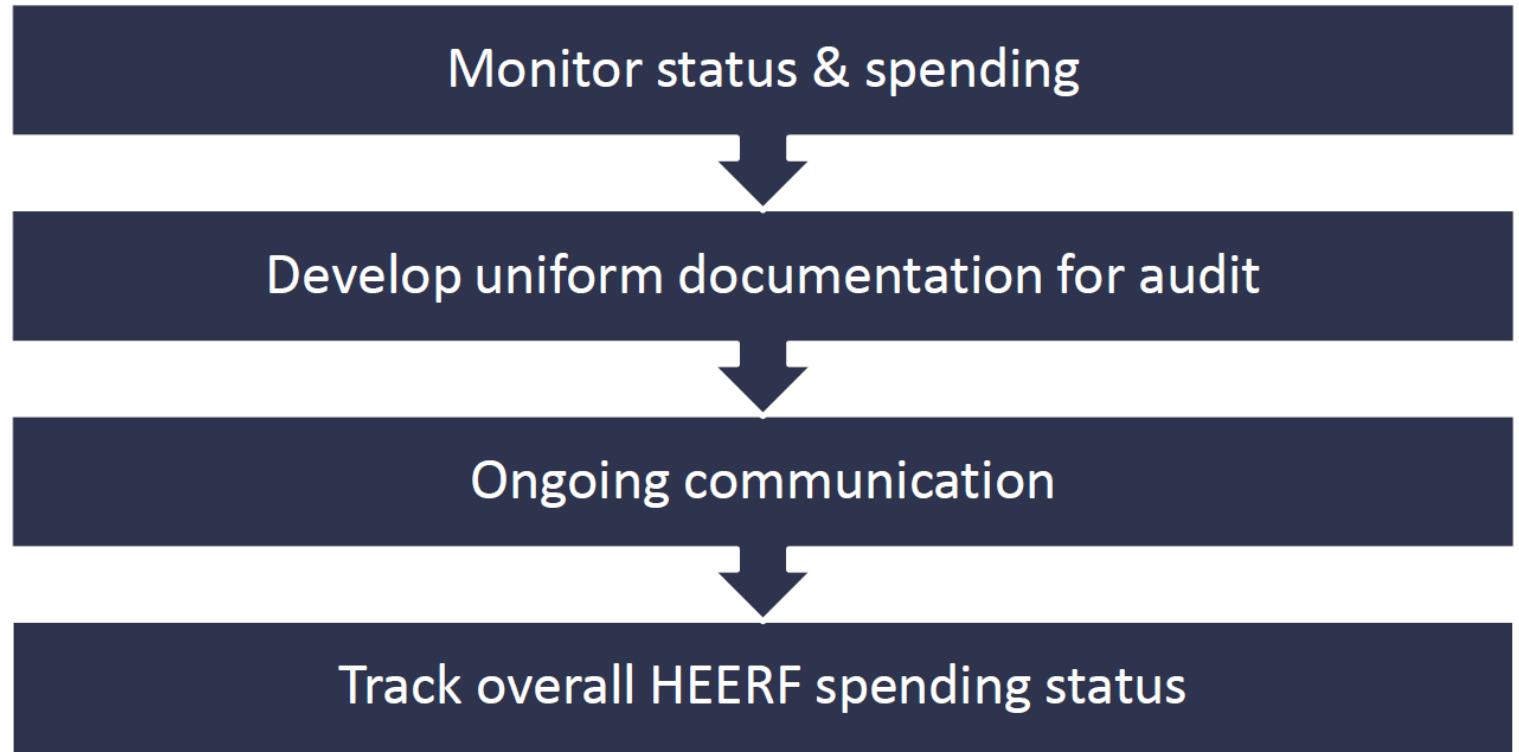 Monitor status & spending
Develop uniform documentation for audit
Ongoing communication
Track overall HEERF spending status